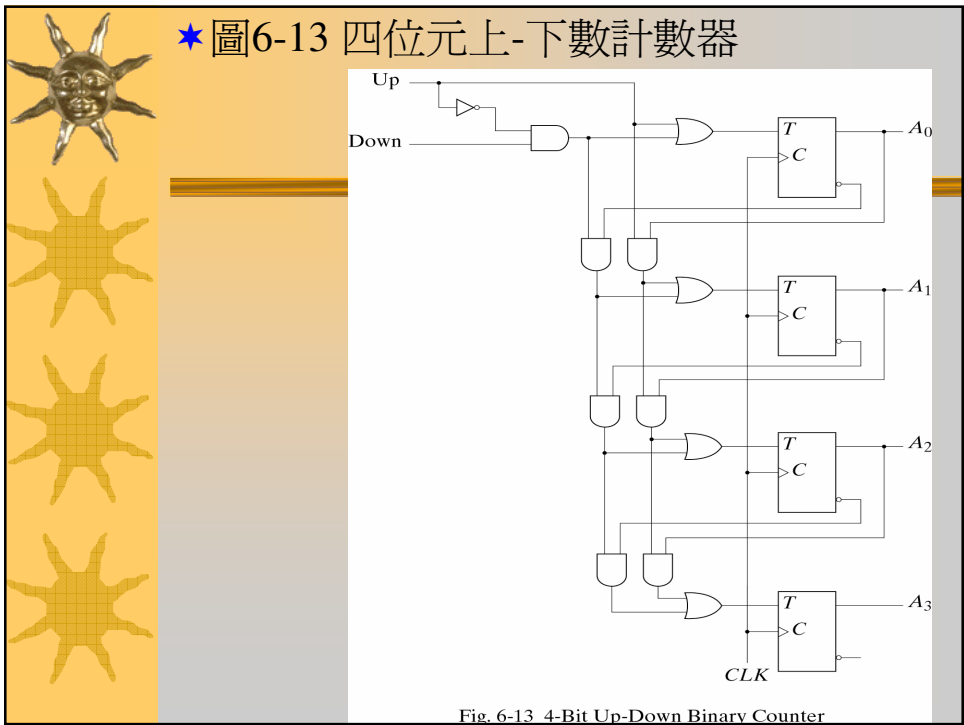 ✶圖6-13 四位元上-下數計數器
Up
Down
T
C
A0
T
C
A1
T
C
A2
T
C
A3
CLK
Fig. 6-13 4-Bit Up-Down Binary Counter